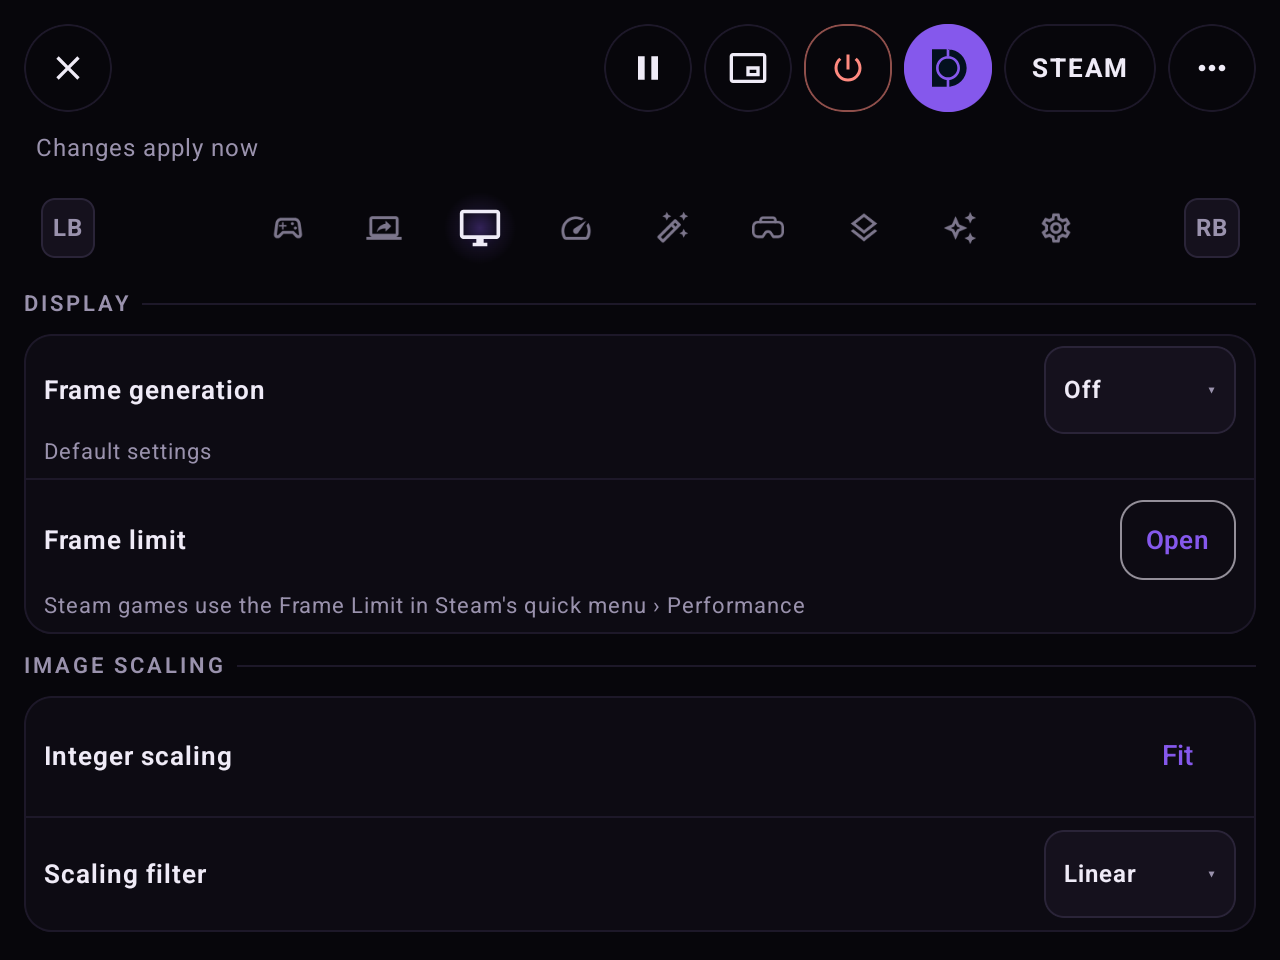 STEAM
Changes apply now
LB
RB
DISPLAY
Frame generation
Off
Default settings
Frame limit
Open
Steam games use the Frame Limit in Steam's quick menu › Performance
IMAGE SCALING
Integer scaling
Fit
Scaling filter
Linear